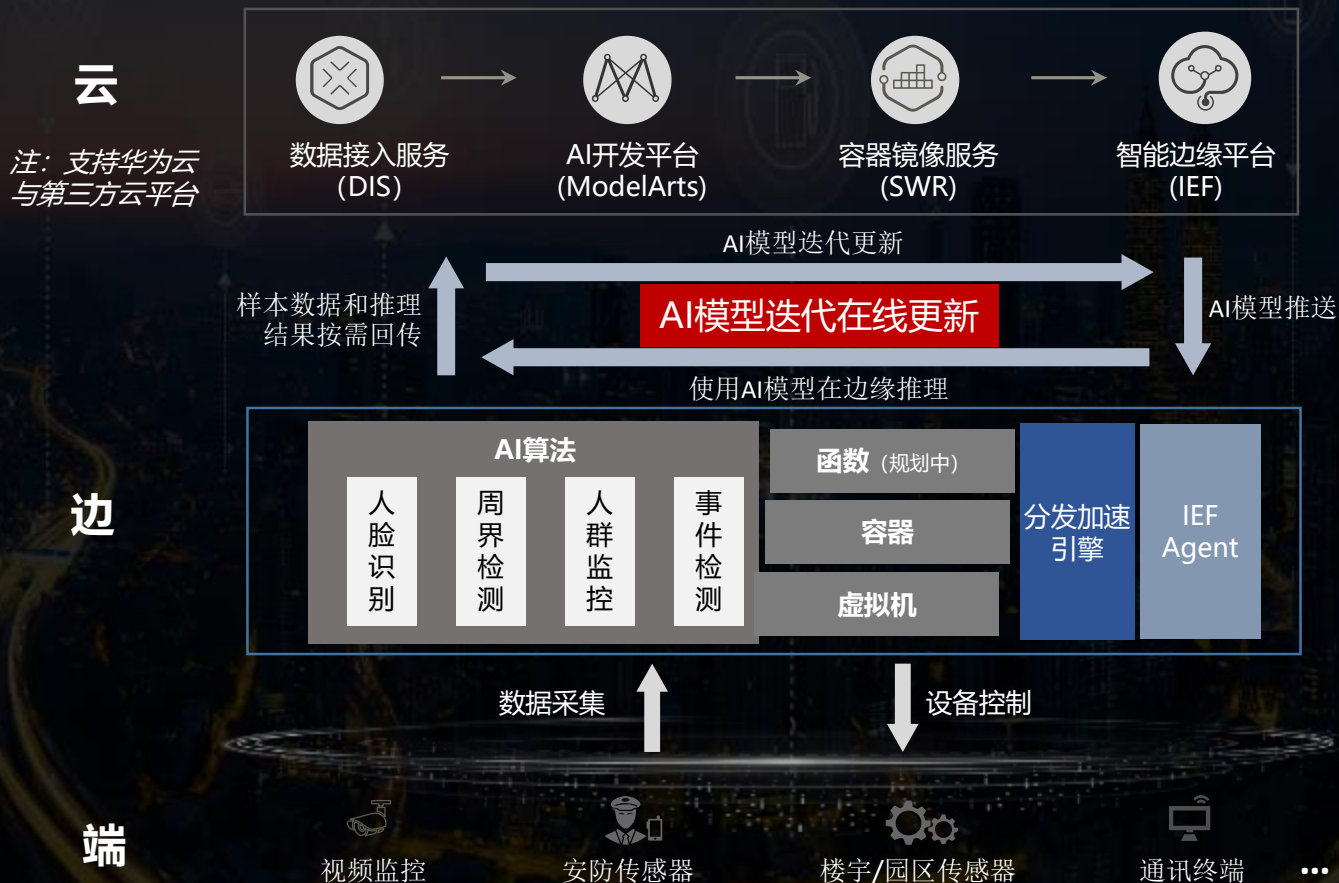 云
注：支持华为云
与第三方云平台
数据接入服务
(DIS)
AI开发平台
(ModelArts)
容器镜像服务
(SWR)
智能边缘平台
(IEF)
AI模型迭代更新
样本数据和推理
结果按需回传
AI模型迭代在线更新
AI模型推送
使用AI模型在边缘推理
边
AI算法
人脸识别
周界检测
人群监控
事件检测
函数（规划中）
容器
虚拟机
分发加速
引擎
IEF
Agent
数据采集
设备控制
端
视频监控
安防传感器
楼宇/园区传感器
通讯终端
...